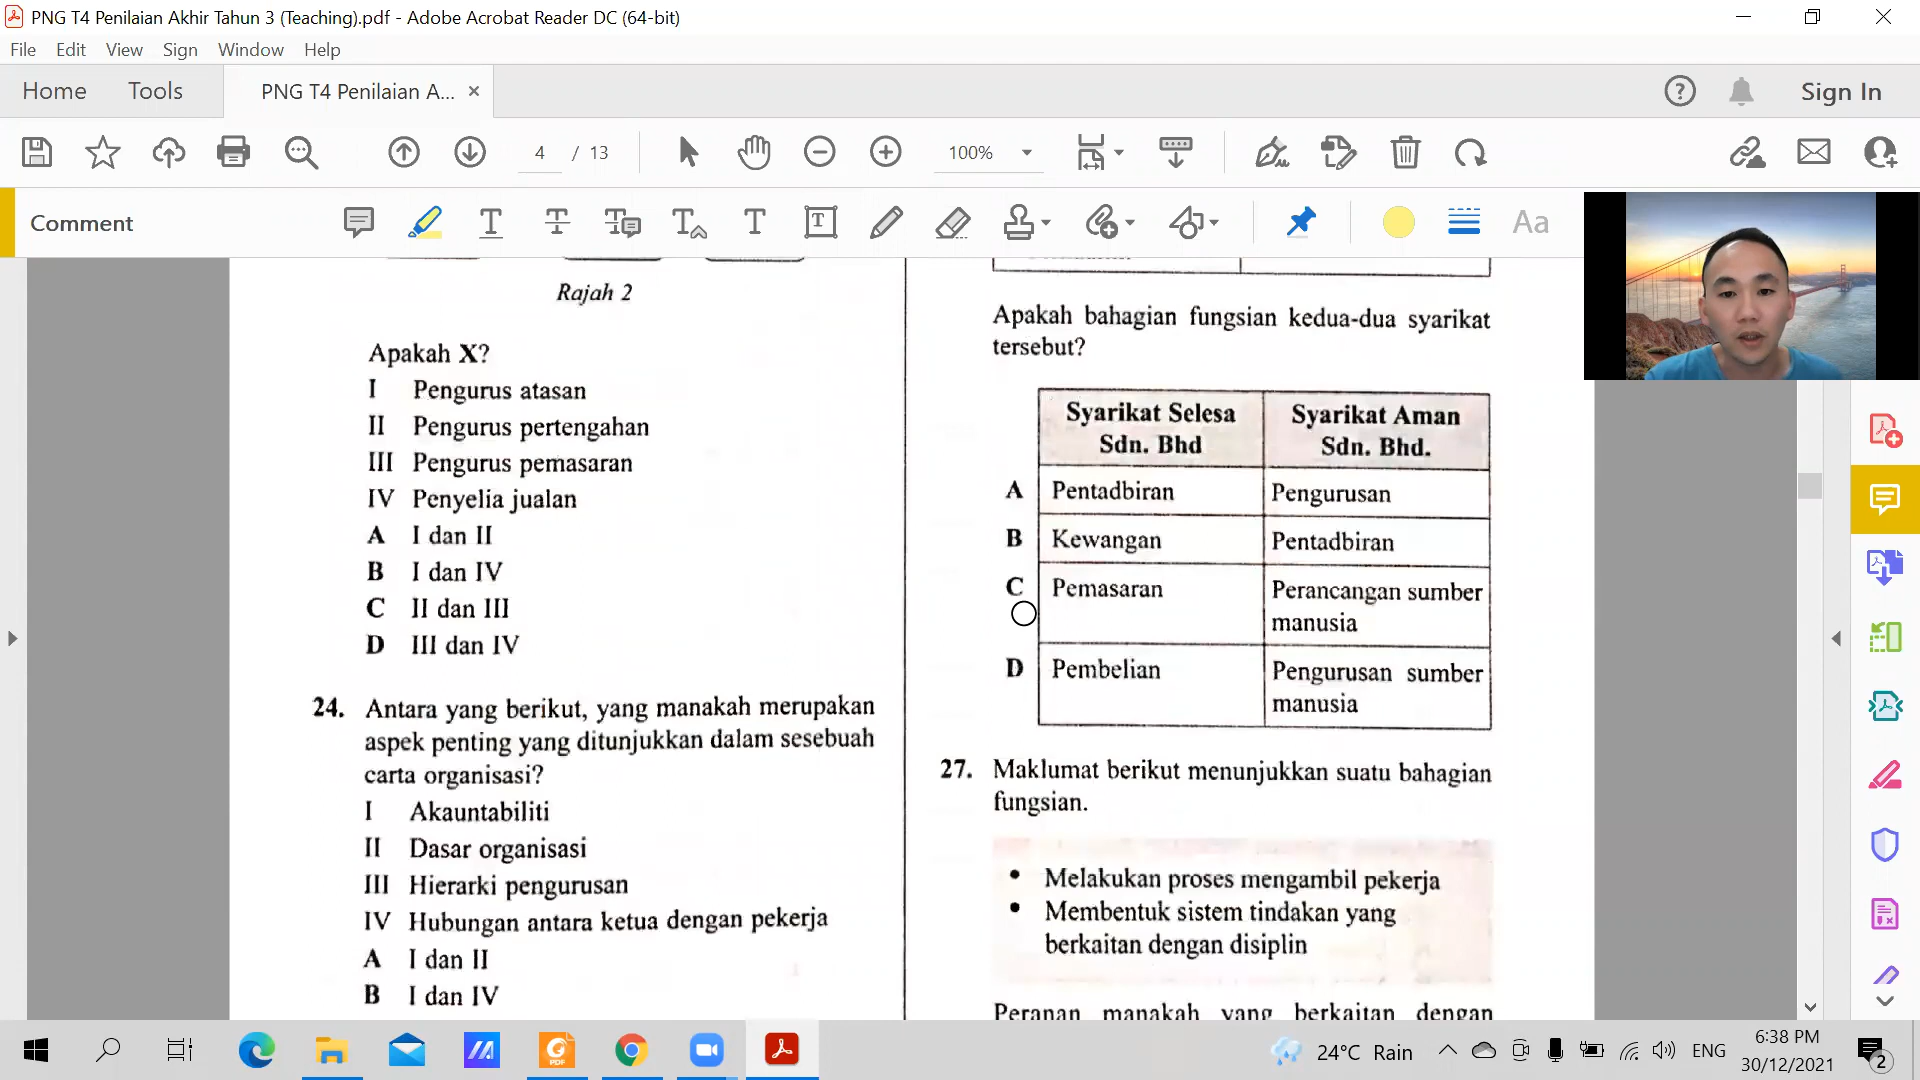 PNG T4 Penilaian Akhir Tahun 3 (Teaching).pdf - Adobe Acrobat Reader DC (64-bit)
File Edit View Sign Window Help
Home Tools PNG T4 Penilaian A... × Sign In
4 / 13 100%
Comment
Aa
Rajah 2
Apakah X?
I Pengurus atasan
II Pengurus pertengahan
III Pengurus pemasaran
IV Penyelia jualan
A I dan II
B I dan IV
C II dan III
D III dan IV
24. Antara yang berikut, yang manakah merupakan
aspek penting yang ditunjukkan dalam sesebuah
carta organisasi?
I Akauntabiliti
II Dasar organisasi
III Hierarki pengurusan
IV Hubungan antara ketua dengan pekerja
A I dan II
B I dan IV
Apakah bahagian fungsian kedua-dua syarikat
tersebut?
Syarikat Selesa Sdn. Bhd
Syarikat Aman Sdn. Bhd.
A Pentadbiran Pengurusan
B Kewangan Pentadbiran
C Pemasaran Perancangan sumber
manusia
D Pembelian Pengurusan sumber
manusia
27. Maklumat berikut menunjukkan suatu bahagian
fungsian.
• Melakukan proses mengambil pekerja
• Membentuk sistem tindakan yang
berkaitan dengan disiplin
Peranan manakah yang berkaitan dengan
24°C Rain
ENG
6:38 PM
30/12/2021
2